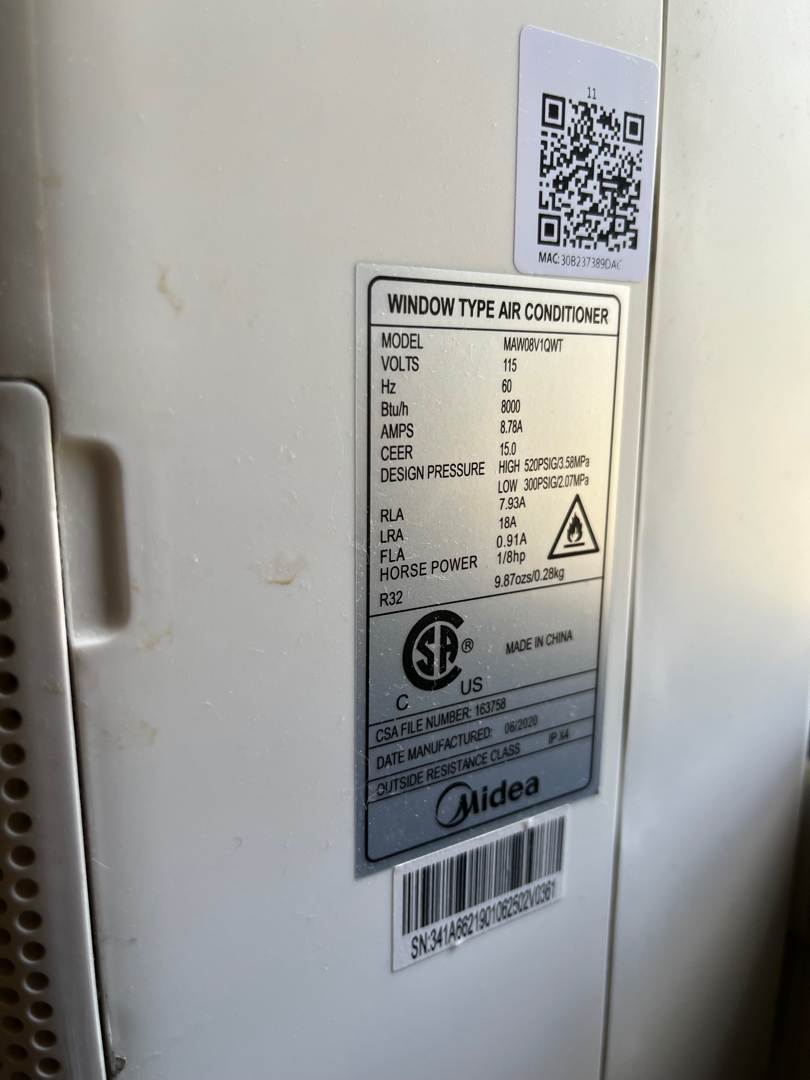 11
MAC:30B237389DAC
WINDOW TYPE AIR CONDITIONER
MODEL MAW08V1QWT
VOLTS 115
Hz 60
Btu/h 8000
AMPS 8.78A
CEER 15.0
DESIGN PRESSURE HIGH 520PSIG/3.58MPa
LOW 300PSIG/2.07MPa
RLA 7.93A
LRA 18A
FLA 0.91A
HORSE POWER 1/8hp
R32 9.87ozs/0.28kg
CSA®
C US
MADE IN CHINA
CSA FILE NUMBER: 163758
DATE MANUFACTURED: 06/2020
OUTSIDE RESISTANCE CLASS IP X4
Midea
SN:341A6621901062502V0361